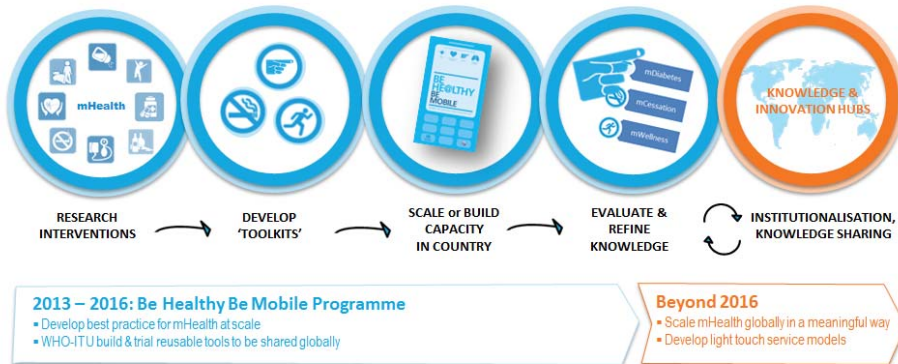 mHealth
BE
HEALTHY
BE
MOBILE
mDiabetes
mCessation
mWellness
KNOWLEDGE &
INNOVATION HUBS
RESEARCH
INTERVENTIONS
DEVELOP
'TOOLKITS'
SCALE or BUILD
CAPACITY
IN COUNTRY
EVALUATE &
REFINE
KNOWLEDGE
INSTITUTIONALISATION,
KNOWLEDGE SHARING
2013 – 2016: Be Healthy Be Mobile Programme
▪ Develop best practice for mHealth at scale
▪ WHO-ITU build & trial reusable tools to be shared globally
Beyond 2016
▪ Scale mHealth globally in a meaningful way
▪ Develop light touch service models